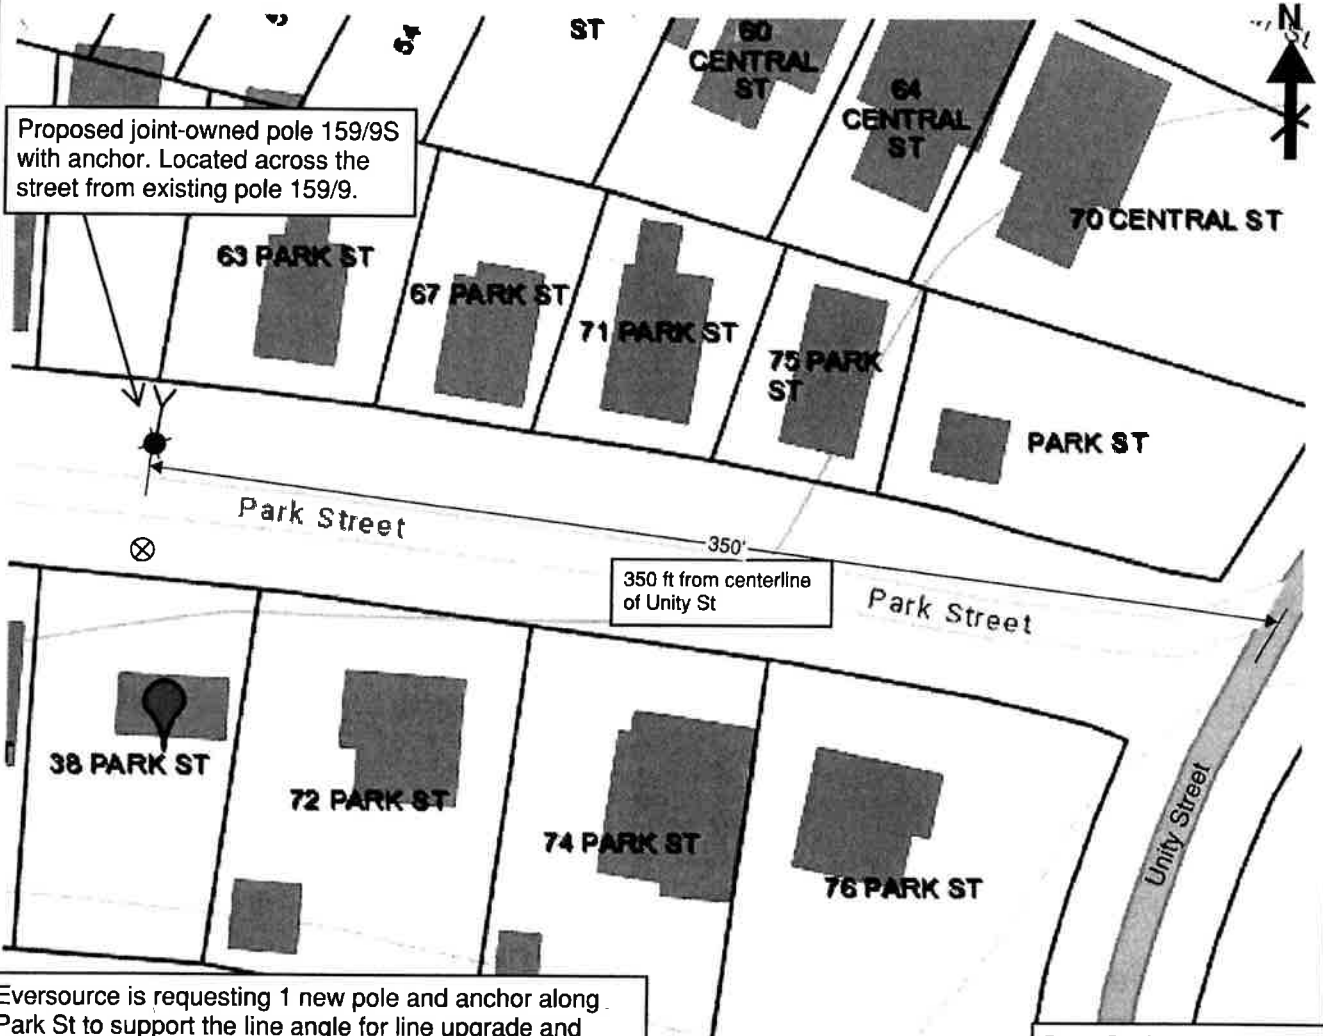 N
St
ST
60
CENTRAL
ST
64
CENTRAL
ST
70 CENTRAL ST
Proposed joint-owned pole 159/9S
with anchor. Located across the
street from existing pole 159/9.
63 PARK ST
67 PARK ST
71 PARK ST
75 PARK
ST
PARK ST
Park Street
350'
350 ft from centerline
of Unity St
Park Street
38 PARK ST
72 PARK ST
74 PARK ST
76 PARK ST
Unity Street
Eversource is requesting 1 new pole and anchor along
Park St to support the line angle for line upgrade and